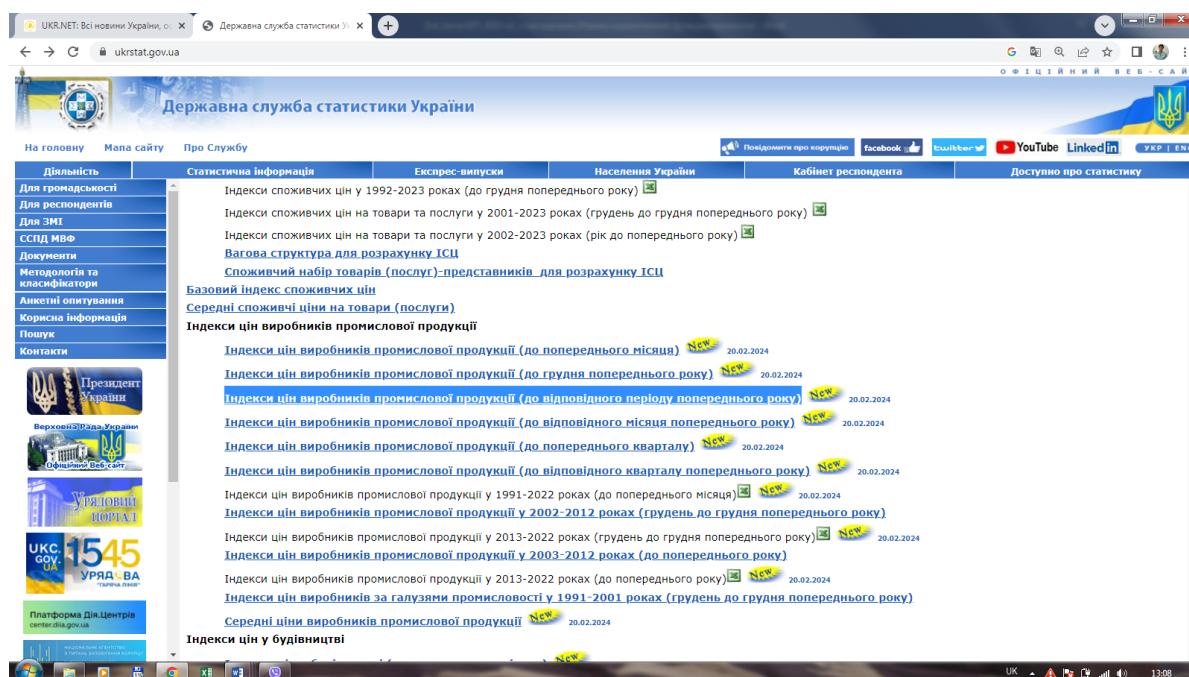 UKR.NET: Всі новини України, ос
Державна служба статистики Ук
ukrstat.gov.ua
ОФІЦІЙНИЙ ВЕБ-САЙ
Державна служба статистики України
На головну Мапа сайту Про Службу
Повідомити про корупцію facebook twitter YouTube Linked in УКР | EN
Діяльність Статистична інформація Експрес-випуски Населення України Кабінет респондента Доступно про статистику
Для громадськості
Для респондентів
Для ЗМІ
ССПД МВФ
Документи
Методологія та
класифікатори
Анкетні опитування
Корисна інформація
Пошук
Контакти
Президент
України
Верховна Рада України
Офіційний Веб-сайт
Урядовий
портал
УКС.
GOV.
UA
1545
УРЯДОВА
"ГАРЯЧА ЛІНІЯ"
Платформа Дія.Центрів
center.diia.gov.ua
Індекси споживчих цін у 1992-2023 роках (до грудня попереднього року)
Індекси споживчих цін на товари та послуги у 2001-2023 роках (грудень до грудня попереднього року)
Індекси споживчих цін на товари та послуги у 2002-2023 роках (рік до попереднього року)
Вагова структура для розрахунку ІСЦ
Споживчий набір товарів (послуг)-представників для розрахунку ІСЦ
Базовий індекс споживчих цін
Середні споживчі ціни на товари (послуги)
Індекси цін виробників промислової продукції
Індекси цін виробників промислової продукції (до попереднього місяця) New 20.02.2024
Індекси цін виробників промислової продукції (до грудня попереднього року) New 20.02.2024
Індекси цін виробників промислової продукції (до відповідного періоду попереднього року) New 20.02.2024
Індекси цін виробників промислової продукції (до відповідного місяця попереднього року) New 20.02.2024
Індекси цін виробників промислової продукції (до попереднього кварталу) New 20.02.2024
Індекси цін виробників промислової продукції (до відповідного кварталу попереднього року) New 20.02.2024
Індекси цін виробників промислової продукції у 1991-2022 роках (до попереднього місяця) New 20.02.2024
Індекси цін виробників промислової продукції у 2002-2012 роках (грудень до грудня попереднього року)
Індекси цін виробників промислової продукції у 2013-2022 роках (грудень до грудня попереднього року) New 20.02.2024
Індекси цін виробників промислової продукції у 2003-2012 роках (до попереднього року)
Індекси цін виробників промислової продукції у 2013-2022 роках (до попереднього року) New 20.02.2024
Індекси цін виробників за галузями промисловості у 1991-2001 роках (грудень до грудня попереднього року)
Середні ціни виробників промислової продукції New 20.02.2024
Індекси цін у будівництві
New
UK 13:08